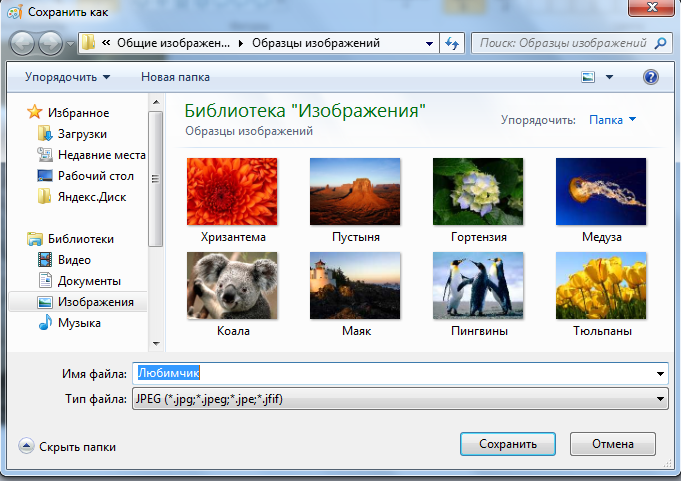 Сохранить как
« Общие изображен... Образцы изображений
Поиск: Образцы изображений
Упорядочить Новая папка
Избранное
Загрузки
Недавние места
Рабочий стол
Яндекс.Диск
Библиотеки
Видео
Документы
Изображения
Музыка
Библиотека "Изображения"
Образцы изображений
Упорядочить: Папка
Хризантема Пустыня Гортензия Медуза
Коала Маяк Пингвины Тюльпаны
Имя файла: Любимчик
Тип файла: JPEG (*.jpg;*.jpeg;*.jpe;*.jfif)
Скрыть папки Сохранить Отмена